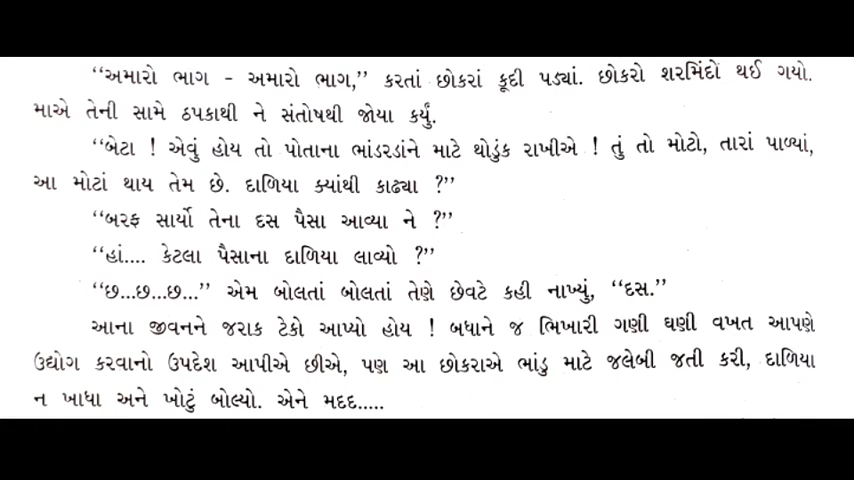 “અમારો ભાગ - અમારો ભાગ,” કરતાં છોકરાં કૂદી પડ્યાં. છોકરો શરમિંદો થઈ ગયો.
માએ તેની સામે ઠપકાથી ને સંતોષથી જોયા કર્યું.
“બેટા ! એવું હોય તો પોતાના ભાંડરડાંને માટે થોડુંક રાખીએ ! તું તો મોટો, તારાં પાળ્યાં,
આ મોટાં થાય તેમ છે. દાળિયા ક્યાંથી કાઢ્યા ?”
“બરફ સાર્યો તેના દસ પૈસા આવ્યા ને ?”
“હાં.... કેટલા પૈસાના દાળિયા લાવ્યો ?”
“છ...છ...છ...” એમ બોલતાં બોલતાં તેણે છેવટે કહી નાખ્યું, “દસ.”
આના જીવનને જરાક ટેકો આપ્યો હોય ! બધાને જ ભિખારી ગણી ઘણી વખત આપણે
ઉદ્યોગ કરવાનો ઉપદેશ આપીએ છીએ, પણ આ છોકરાએ ભાંડુ માટે જલેબી જતી કરી, દાળિયા
ન ખાધા અને ખોટું બોલ્યો. એને મદદ.....